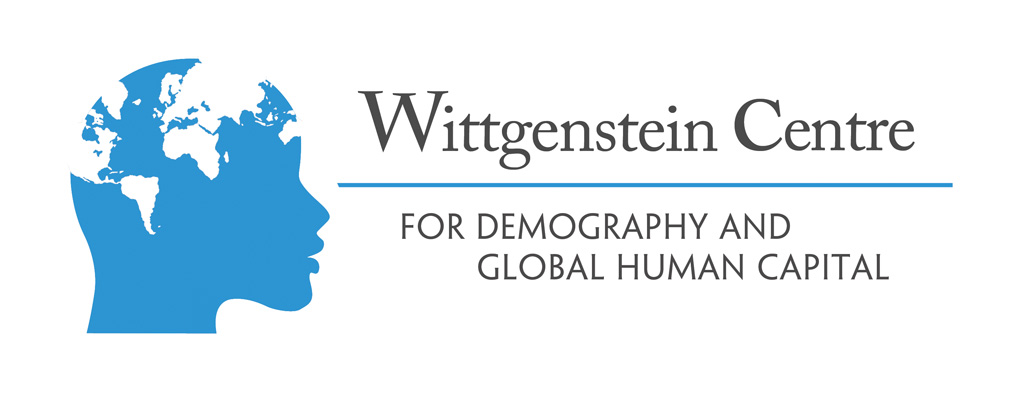 Wittgenstein Centre
FOR DEMOGRAPHY AND
GLOBAL HUMAN CAPITAL